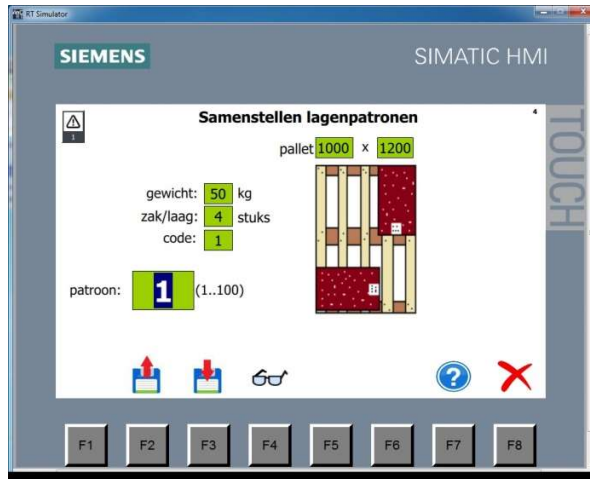 RT Simulator
SIEMENS
SIMATIC HMI
TOUCH
1
Samenstellen lagenpatronen
4
pallet 1000 x 1200
gewicht: 50 kg
zak/laag: 4 stuks
code: 1
patroon: 1 (1..100)
?
F1 F2 F3 F4 F5 F6 F7 F8